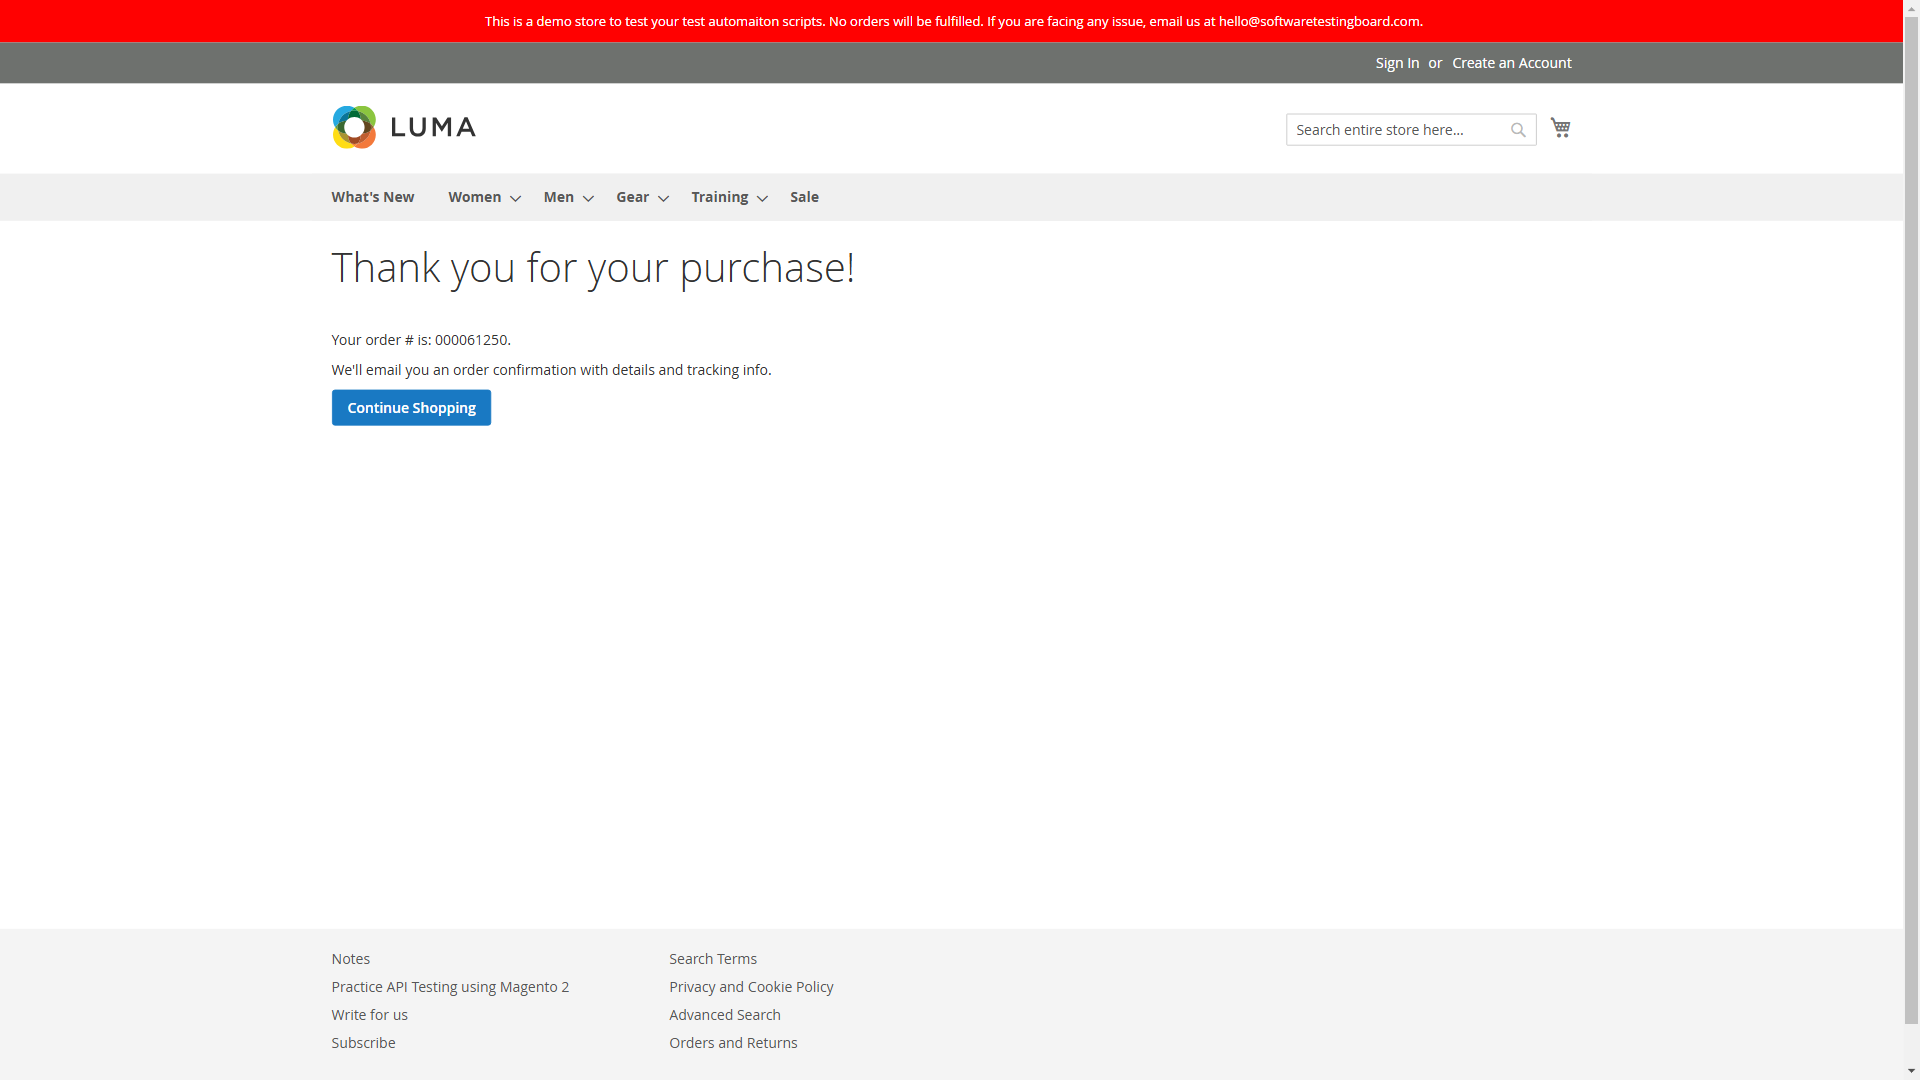 This is a demo store to test your test automaiton scripts. No orders will be fulfilled. If you are facing any issue, email us at hello@softwaretestingboard.com.
Sign In or Create an Account
LUMA
Search entire store here...
What's New Women Men Gear Training Sale
Thank you for your purchase!
Your order # is: 000061250.
We'll email you an order confirmation with details and tracking info.
Continue Shopping
Notes
Practice API Testing using Magento 2
Write for us
Subscribe
Search Terms
Privacy and Cookie Policy
Advanced Search
Orders and Returns